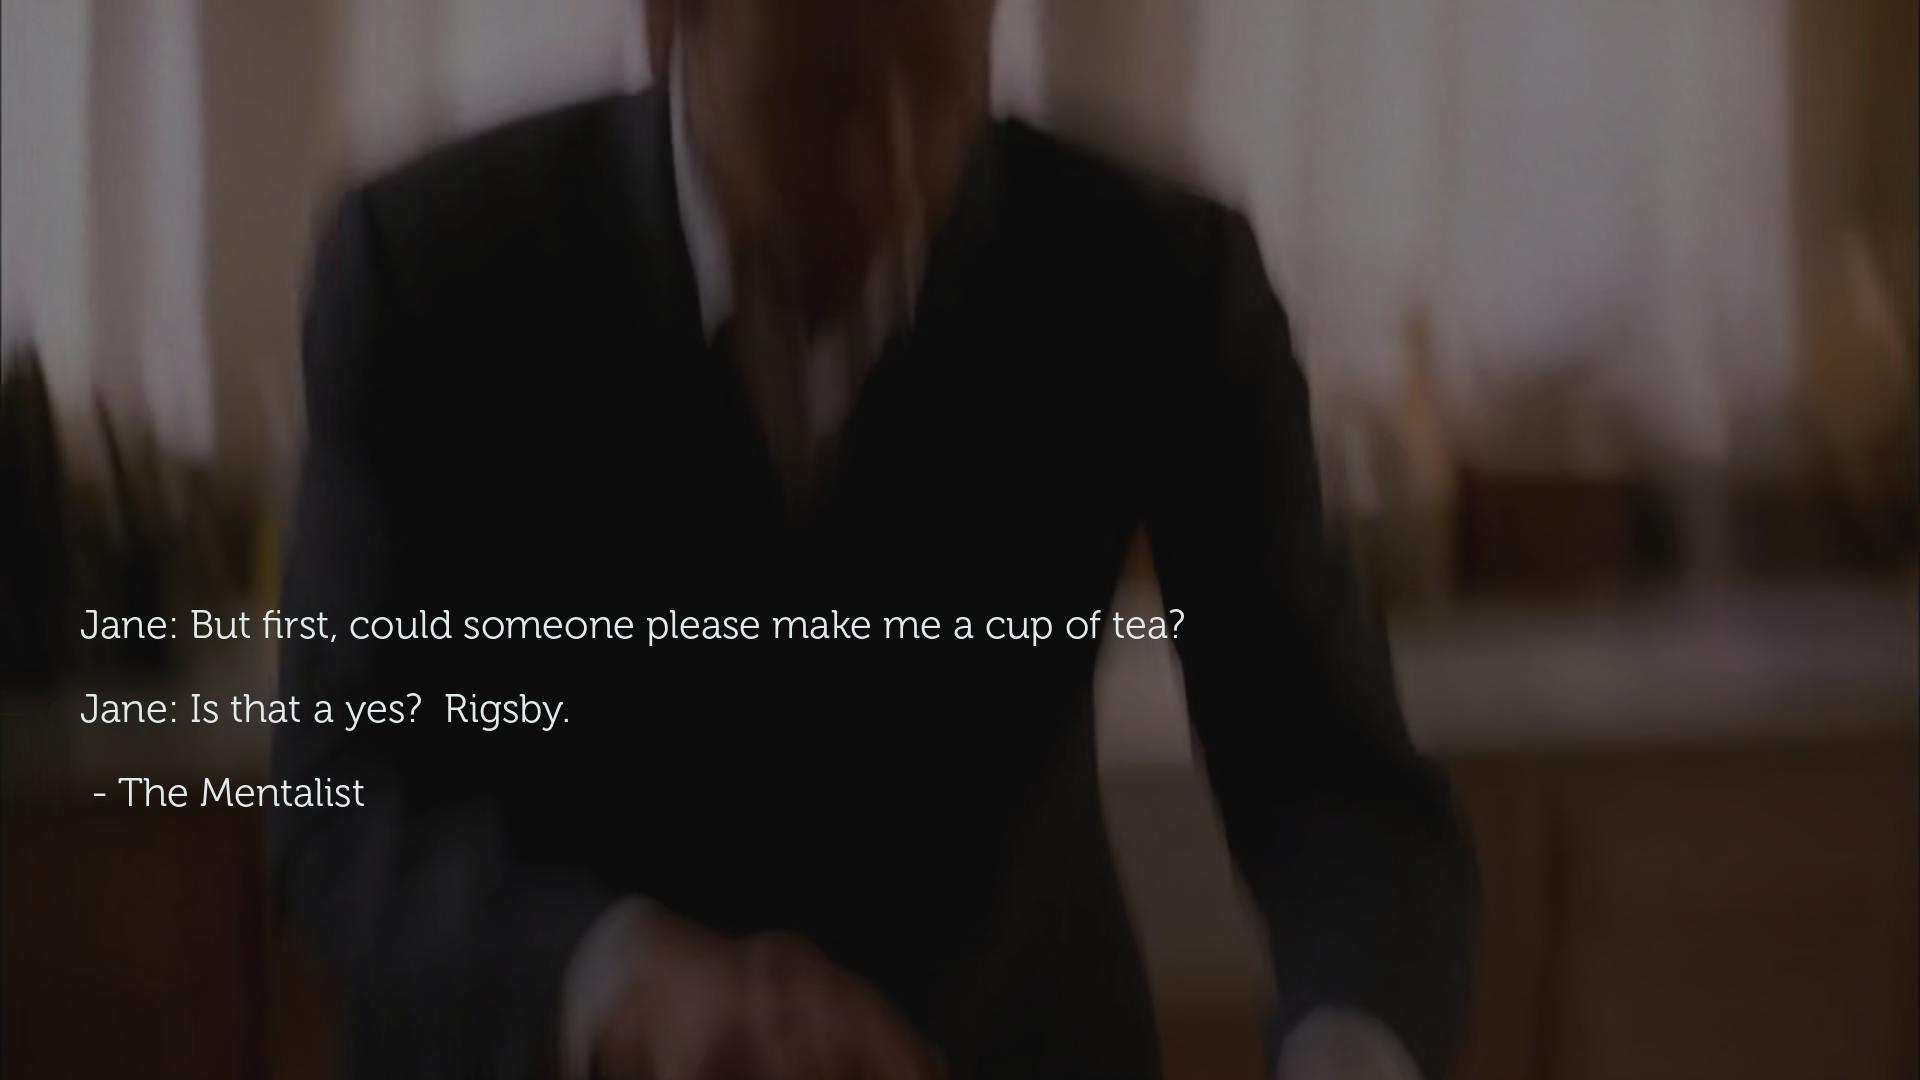 Jane: But first, could someone please make me a cup of tea?
Jane: Is that a yes?  Rigsby.
- The Mentalist